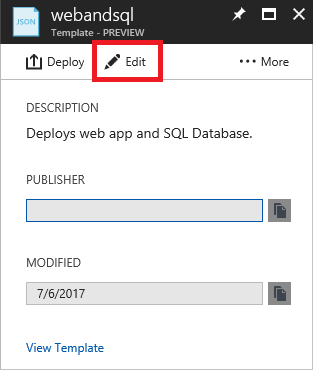 JSON
webandsql
Template - PREVIEW
Deploy
Edit
More
DESCRIPTION
Deploys web app and SQL Database.
PUBLISHER
MODIFIED
7/6/2017
View Template